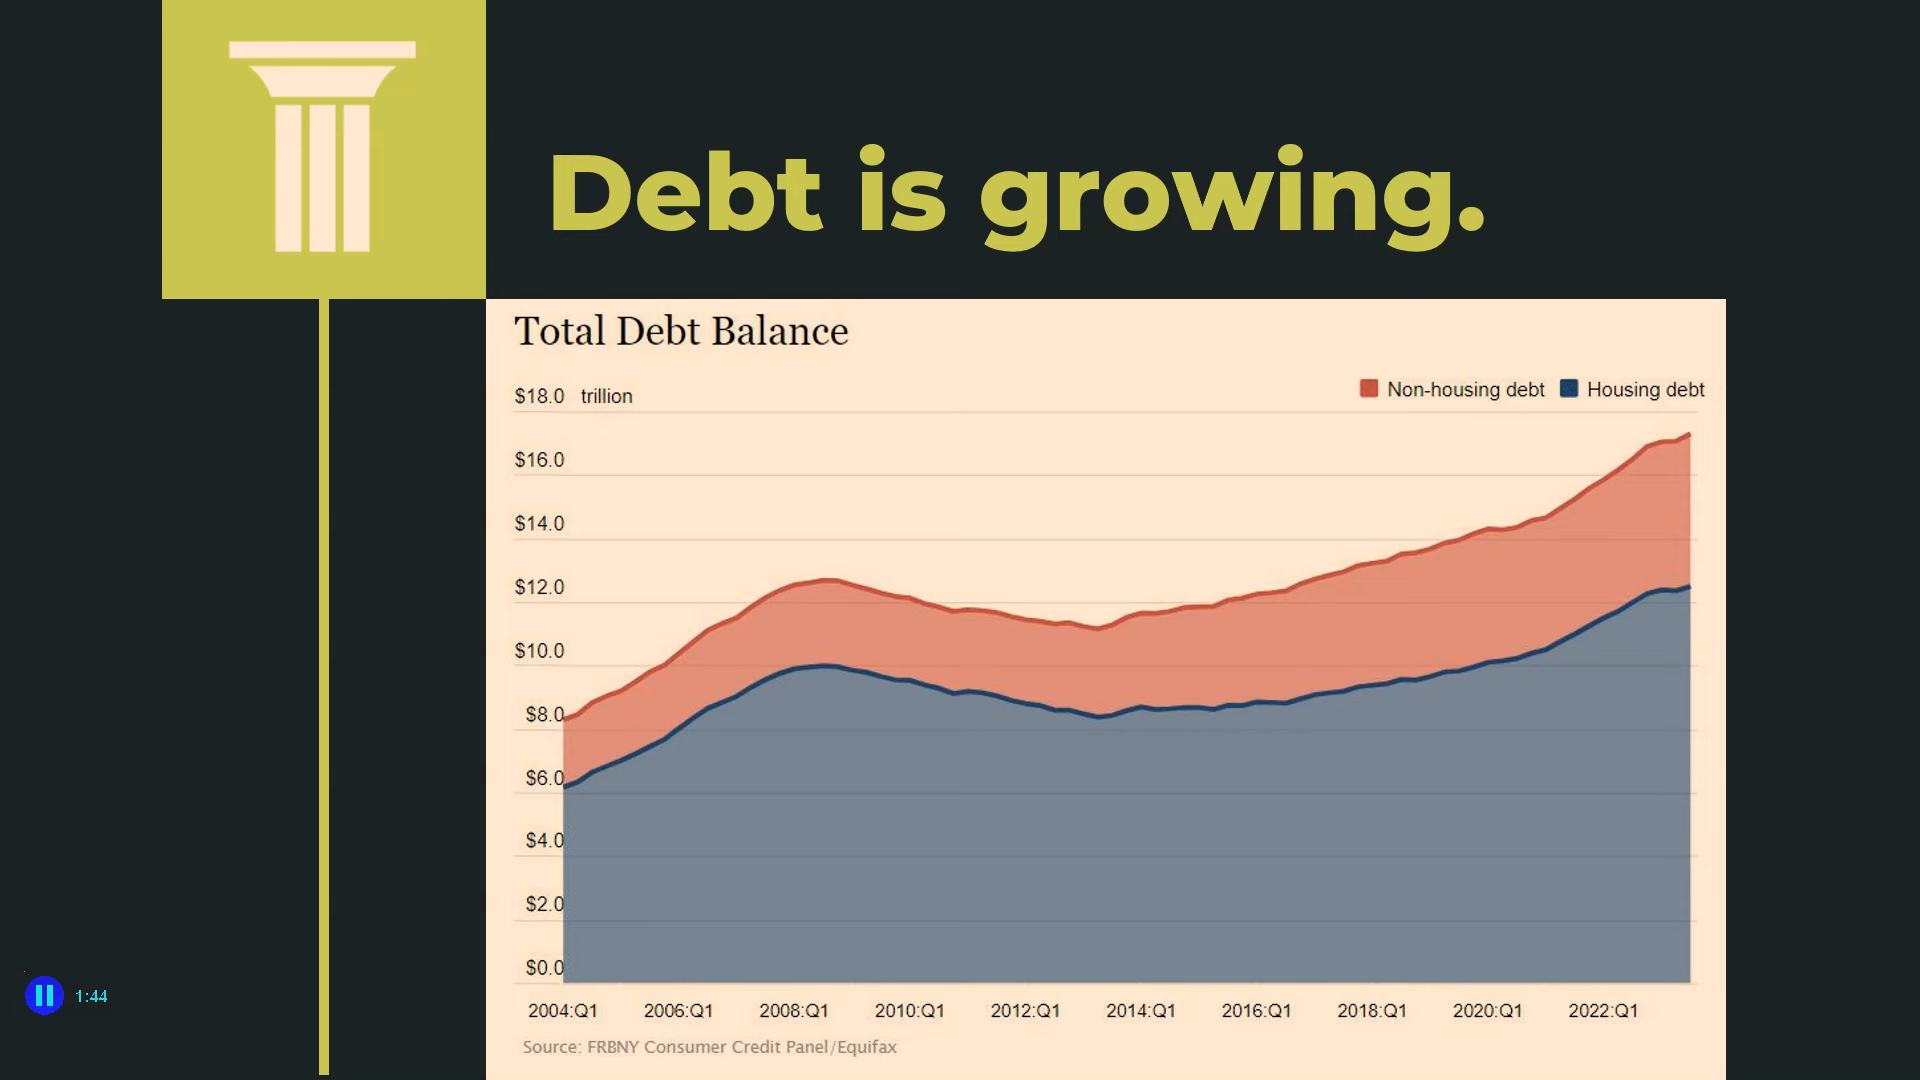 Debt is growing.
Total Debt Balance
$18.0 trillion
Non-housing debt Housing debt
$16.0
$14.0
$12.0
$10.0
$8.0
$6.0
$4.0
$2.0
$0.0
1:44
2004:Q1 2006:Q1 2008:Q1 2010:Q1 2012:Q1 2014:Q1 2016:Q1 2018:Q1 2020:Q1 2022:Q1
Source: FRBNY Consumer Credit Panel/Equifax